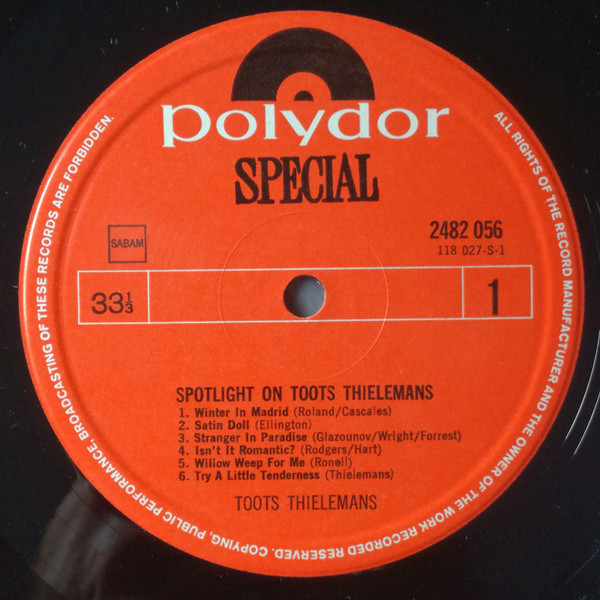 polydor
SPECIAL
SABAM
2482 056
118 027-S-1
33⅓
1
SPOTLIGHT ON TOOTS THIELEMANS
1. Winter In Madrid (Roland/Cascales)
2. Satin Doll (Ellington)
3. Stranger In Paradise (Glazounov/Wright/Forrest)
4. Isn't It Romantic? (Rodgers/Hart)
5. Willow Weep For Me (Ronell)
6. Try A Little Tenderness (Thielemans)
TOOTS THIELEMANS
ALL RIGHTS OF THE RECORD MANUFACTURER AND THE OWNER OF THE WORK RECORDED RESERVED. COPYING, PUBLIC PERFORMANCE, BROADCASTING OF THESE RECORDS ARE FORBIDDEN.